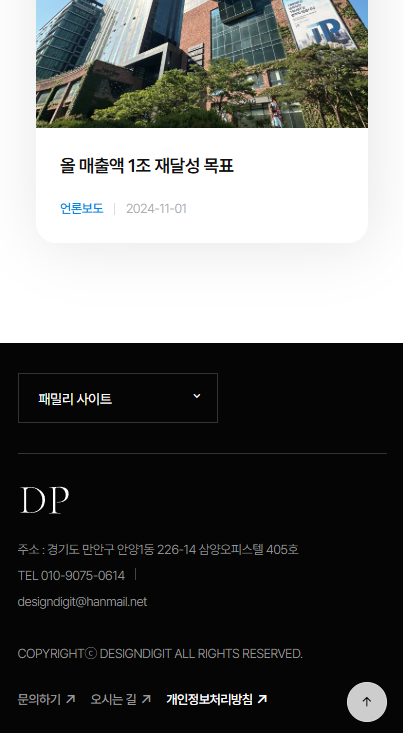 올 매출액 1조 재달성 목표
언론보도 | 2024-11-01
패밀리 사이트
DP
주소 : 경기도 만안구 안양1동 226-14 삼양오피스텔 405호
TEL 010-9075-0614 |
designdigit@hanmail.net
COPYRIGHTⓒ DESIGNDIGIT ALL RIGHTS RESERVED.
문의하기 ↗ 오시는 길 ↗ 개인정보처리방침 ↗